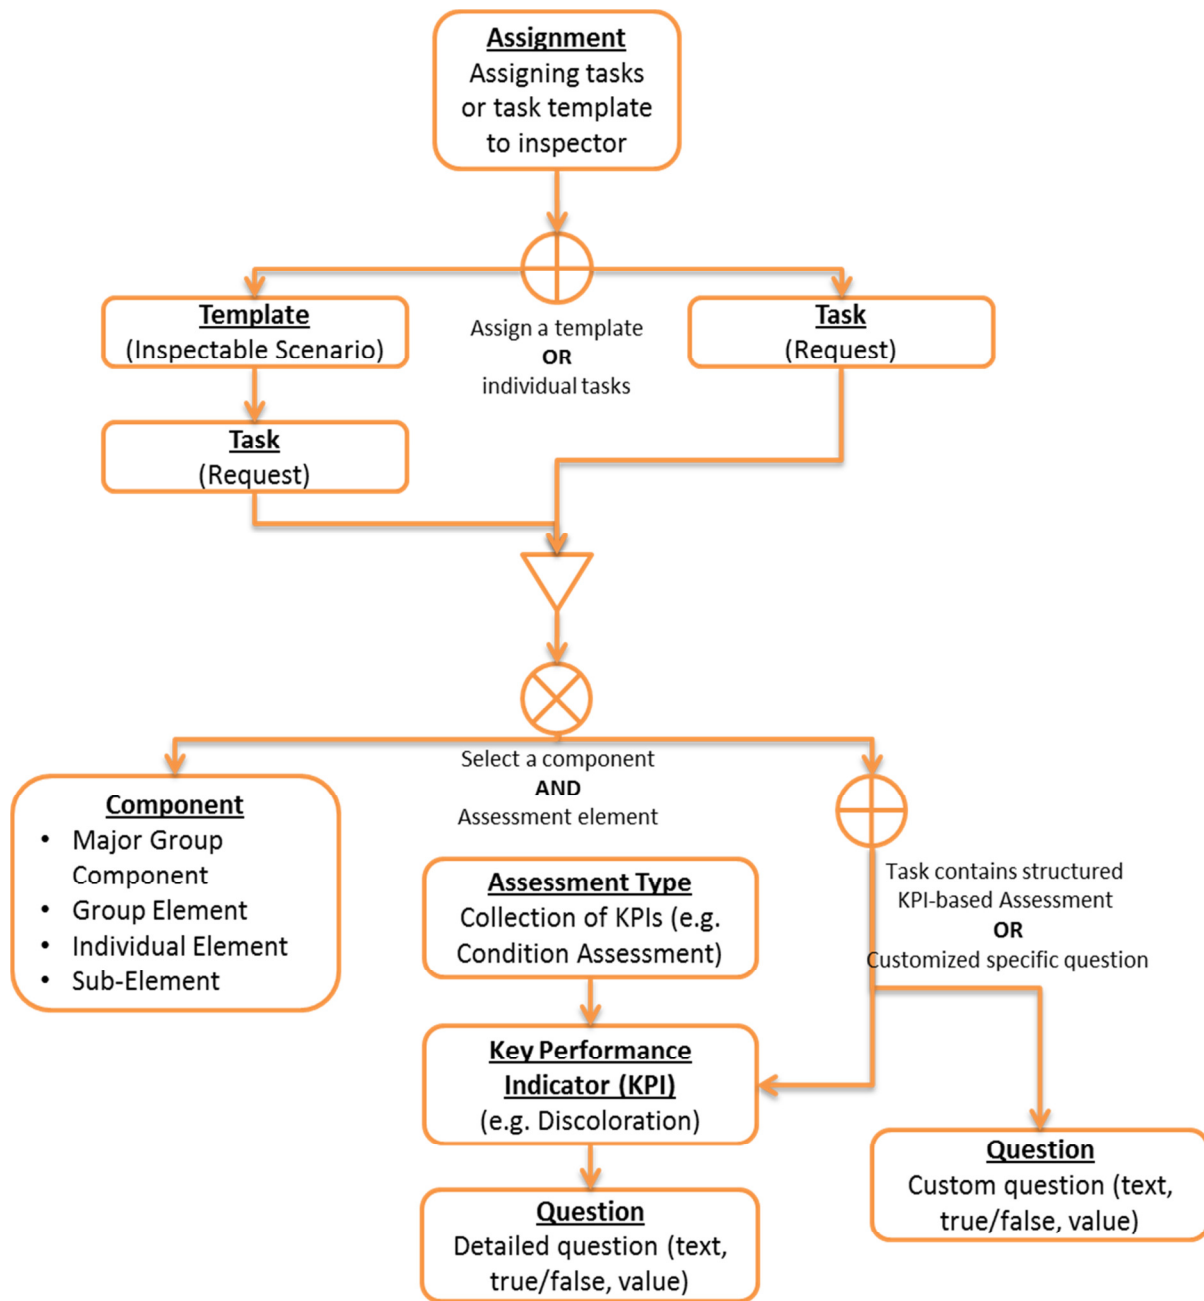 Assignment
Assigning tasks
or task template
to inspector
Template
(Inspectable Scenario)
Assign a template
OR
individual tasks
Task
(Request)
Task
(Request)
Select a component
AND
Assessment element
Component
• Major Group
Component
• Group Element
• Individual Element
• Sub-Element
Assessment Type
Collection of KPIs (e.g.
Condition Assessment)
Task contains structured
KPI-based Assessment
OR
Customized specific question
Key Performance
Indicator (KPI)
(e.g. Discoloration)
Question
Detailed question (text,
true/false, value)
Question
Custom question (text,
true/false, value)